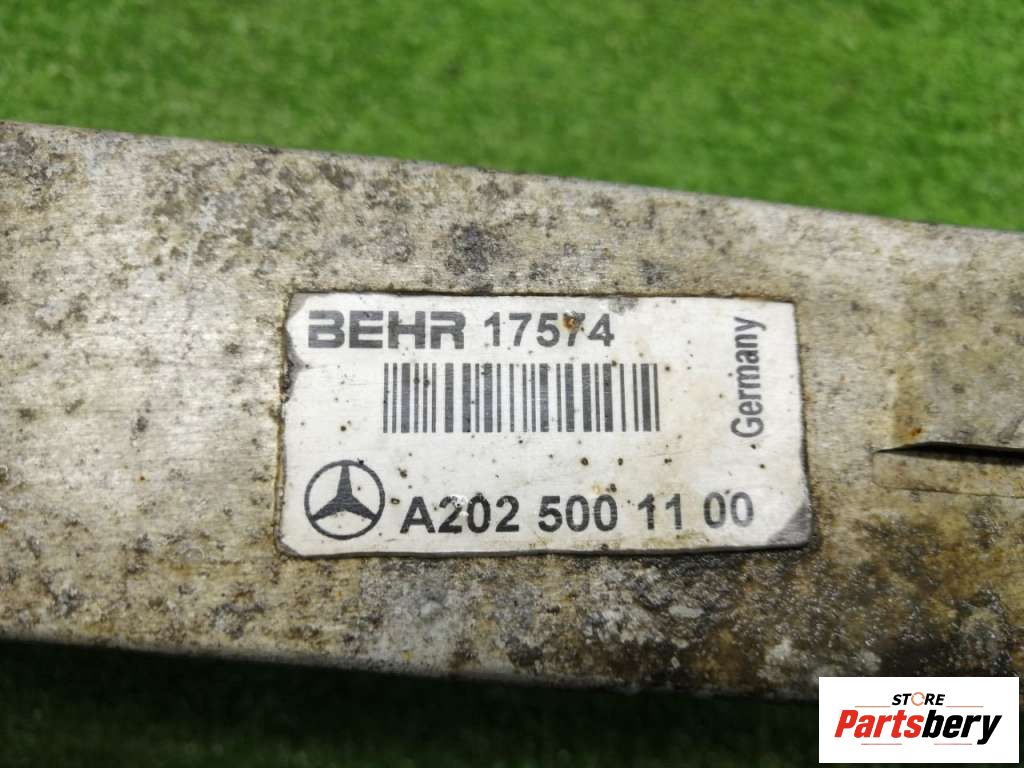 BEHR 17574
Germany
A202 500 11 00
STORE
Partsbery